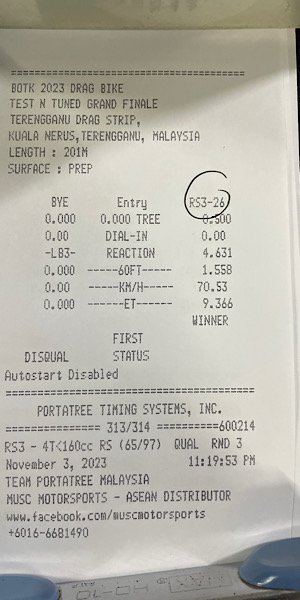 ========================================
BOTK 2023 DRAG BIKE
TEST N TUNED GRAND FINALE
TERENGGANU DRAG STRIP,
KUALA NERUS,TERENGGANU, MALAYSIA
LENGTH : 201M
SURFACE : PREP
BYE Entry RS3-26
0.000 0.000 TREE 0.500
0.00 DIAL-IN 0.00
-LB3- REACTION 4.631
0.000 ------60FT----- 1.558
0.00 -----KM/H----- 70.53
0.000 ------ET----- 9.366
WINNER
FIRST
DISQUAL STATUS
Autostart Disabled
========================================
PORTATREE TIMING SYSTEMS, INC.
================ 313/314 ==========600214
RS3 - 4T<160cc RS (65/97) QUAL RND 3
November 3, 2023 11:19:53 PM
TEAM PORTATREE MALAYSIA
MUSC MOTORSPORTS - ASEAN DISTRIBUTOR
www.facebook.com/muscmotorsports
+6016-6681490